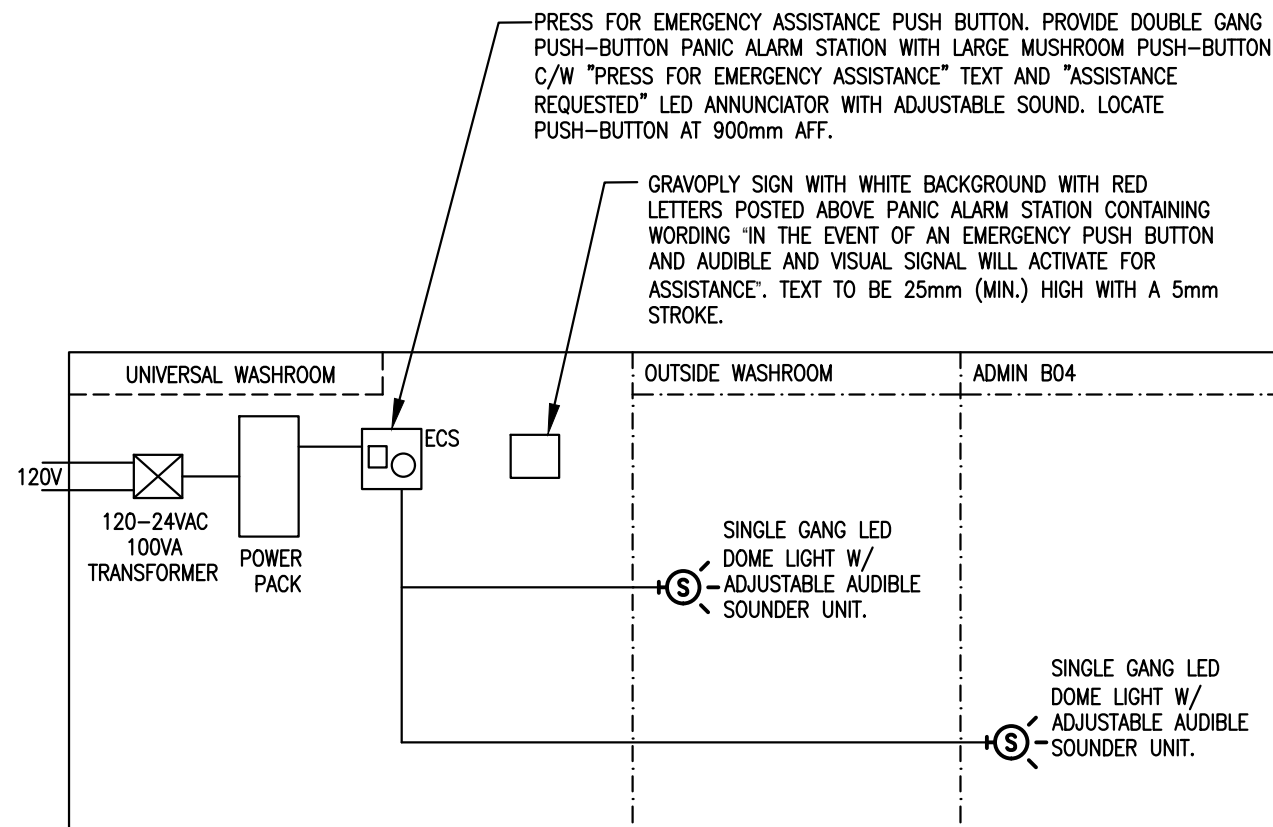 PRESS FOR EMERGENCY ASSISTANCE PUSH BUTTON. PROVIDE DOUBLE GANG
PUSH-BUTTON PANIC ALARM STATION WITH LARGE MUSHROOM PUSH-BUTTON
C/W "PRESS FOR EMERGENCY ASSISTANCE" TEXT AND "ASSISTANCE
REQUESTED" LED ANNUNCIATOR WITH ADJUSTABLE SOUND. LOCATE
PUSH-BUTTON AT 900mm AFF.
GRAVOPLY SIGN WITH WHITE BACKGROUND WITH RED
LETTERS POSTED ABOVE PANIC ALARM STATION CONTAINING
WORDING "IN THE EVENT OF AN EMERGENCY PUSH BUTTON
AND AUDIBLE AND VISUAL SIGNAL WILL ACTIVATE FOR
ASSISTANCE". TEXT TO BE 25mm (MIN.) HIGH WITH A 5mm
STROKE.
UNIVERSAL WASHROOM
OUTSIDE WASHROOM
ADMIN B04
ECS
120V
120-24VAC
100VA
TRANSFORMER
POWER
PACK
SINGLE GANG LED
DOME LIGHT W/
ADJUSTABLE AUDIBLE
SOUNDER UNIT.
S
SINGLE GANG LED
DOME LIGHT W/
ADJUSTABLE AUDIBLE
SOUNDER UNIT.
S